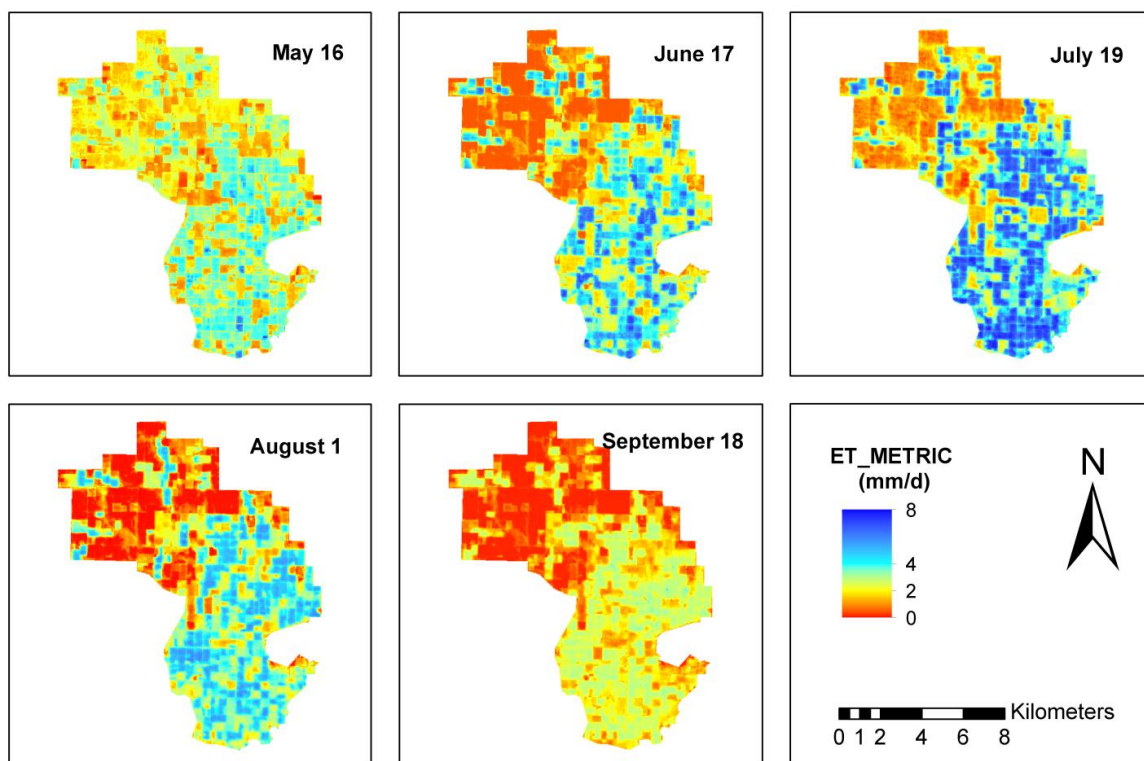 May 16
June 17
July 19
August 1
September 18
ET_METRIC
(mm/d)
8
4
2
0
N
Kilometers
0 1 2 4 6 8